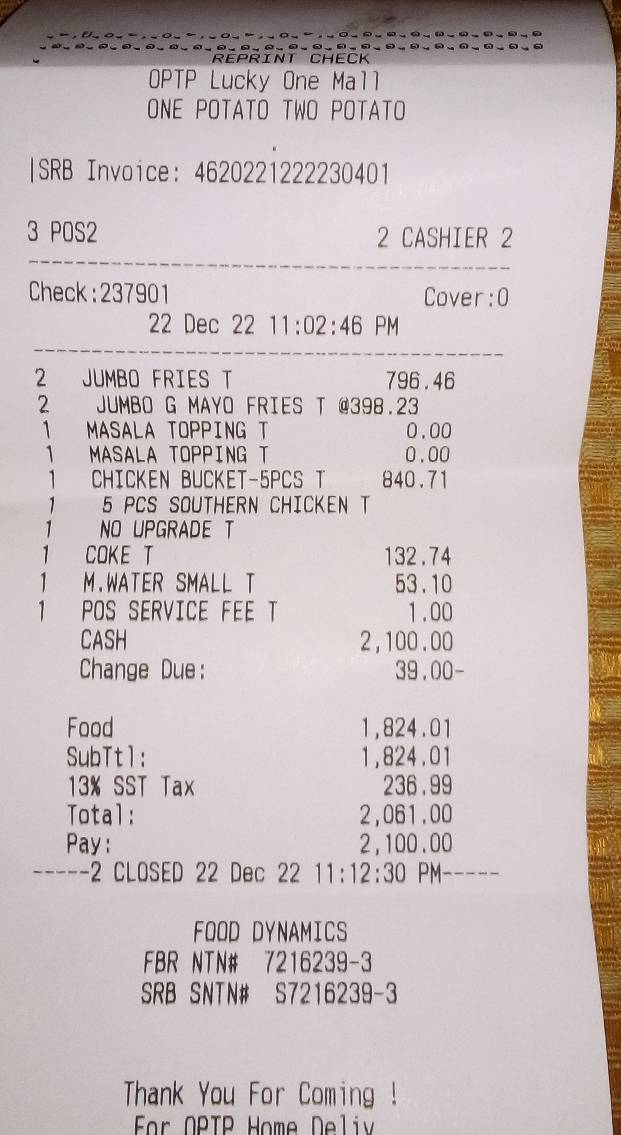 REPRINT CHECK
OPTP Lucky One Mall
ONE POTATO TWO POTATO
.
|SRB Invoice: 4620221222230401
3 POS2 2 CASHIER 2
Check:237901 Cover:0
22 Dec 22 11:02:46 PM
2 JUMBO FRIES T 796.46
2 JUMBO G MAYO FRIES T @398.23
1 MASALA TOPPING T 0.00
1 MASALA TOPPING T 0.00
1 CHICKEN BUCKET-5PCS T 840.71
1 5 PCS SOUTHERN CHICKEN T
1 NO UPGRADE T
1 COKE T 132.74
1 M.WATER SMALL T 53.10
1 POS SERVICE FEE T 1.00
CASH 2,100.00
Change Due: 39.00-
Food 1,824.01
SubTtl: 1,824.01
13% SST Tax 236.99
Total: 2,061.00
Pay: 2,100.00
-----2 CLOSED 22 Dec 22 11:12:30 PM-----
FOOD DYNAMICS
FBR NTN# 7216239-3
SRB SNTN# S7216239-3
Thank You For Coming !
For OPTP Home Deliv